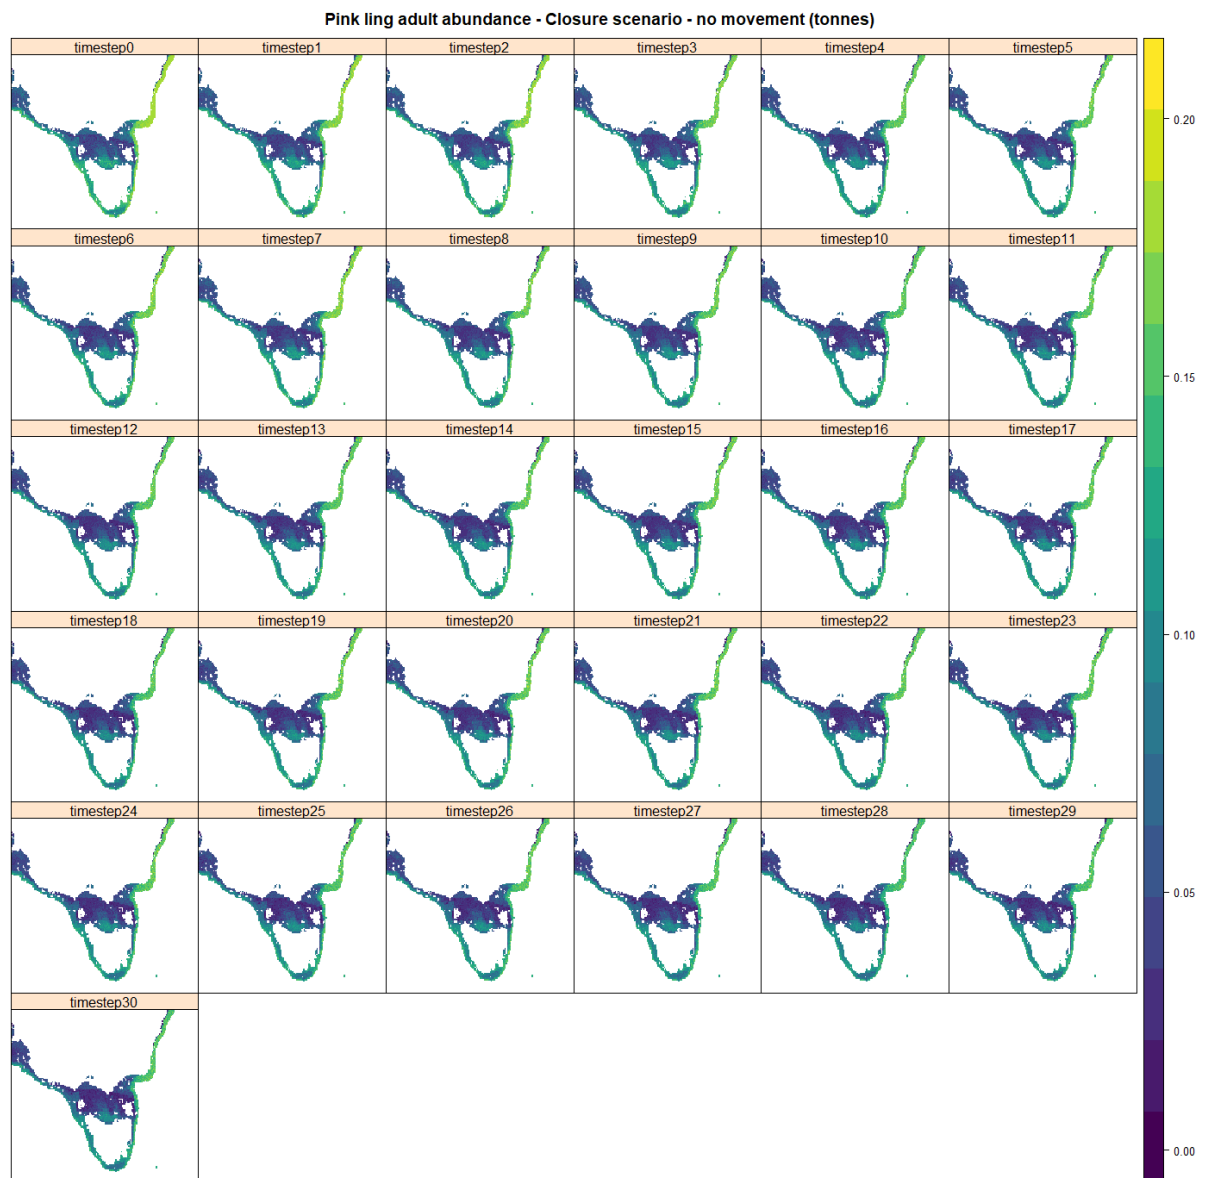 Pink ling adult abundance - Closure scenario - no movement (tonnes)
timestep0 timestep1 timestep2 timestep3 timestep4 timestep5
timestep6 timestep7 timestep8 timestep9 timestep10 timestep11
timestep12 timestep13 timestep14 timestep15 timestep16 timestep17
timestep18 timestep19 timestep20 timestep21 timestep22 timestep23
timestep24 timestep25 timestep26 timestep27 timestep28 timestep29
timestep30
0.20
0.15
0.10
0.05
0.00